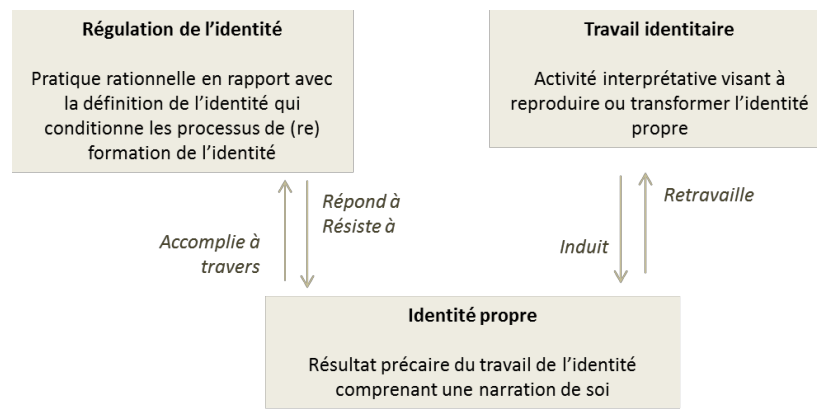 Régulation de l’identité
Pratique rationnelle en rapport avec
la définition de l’identité qui
conditionne les processus de (re)
formation de l’identité
Travail identitaire
Activité interprétative visant à
reproduire ou transformer l’identité
propre
Accomplie à
travers
Répond à
Résiste à
Induit
Retravaille
Identité propre
Résultat précaire du travail de l’identité
comprenant une narration de soi